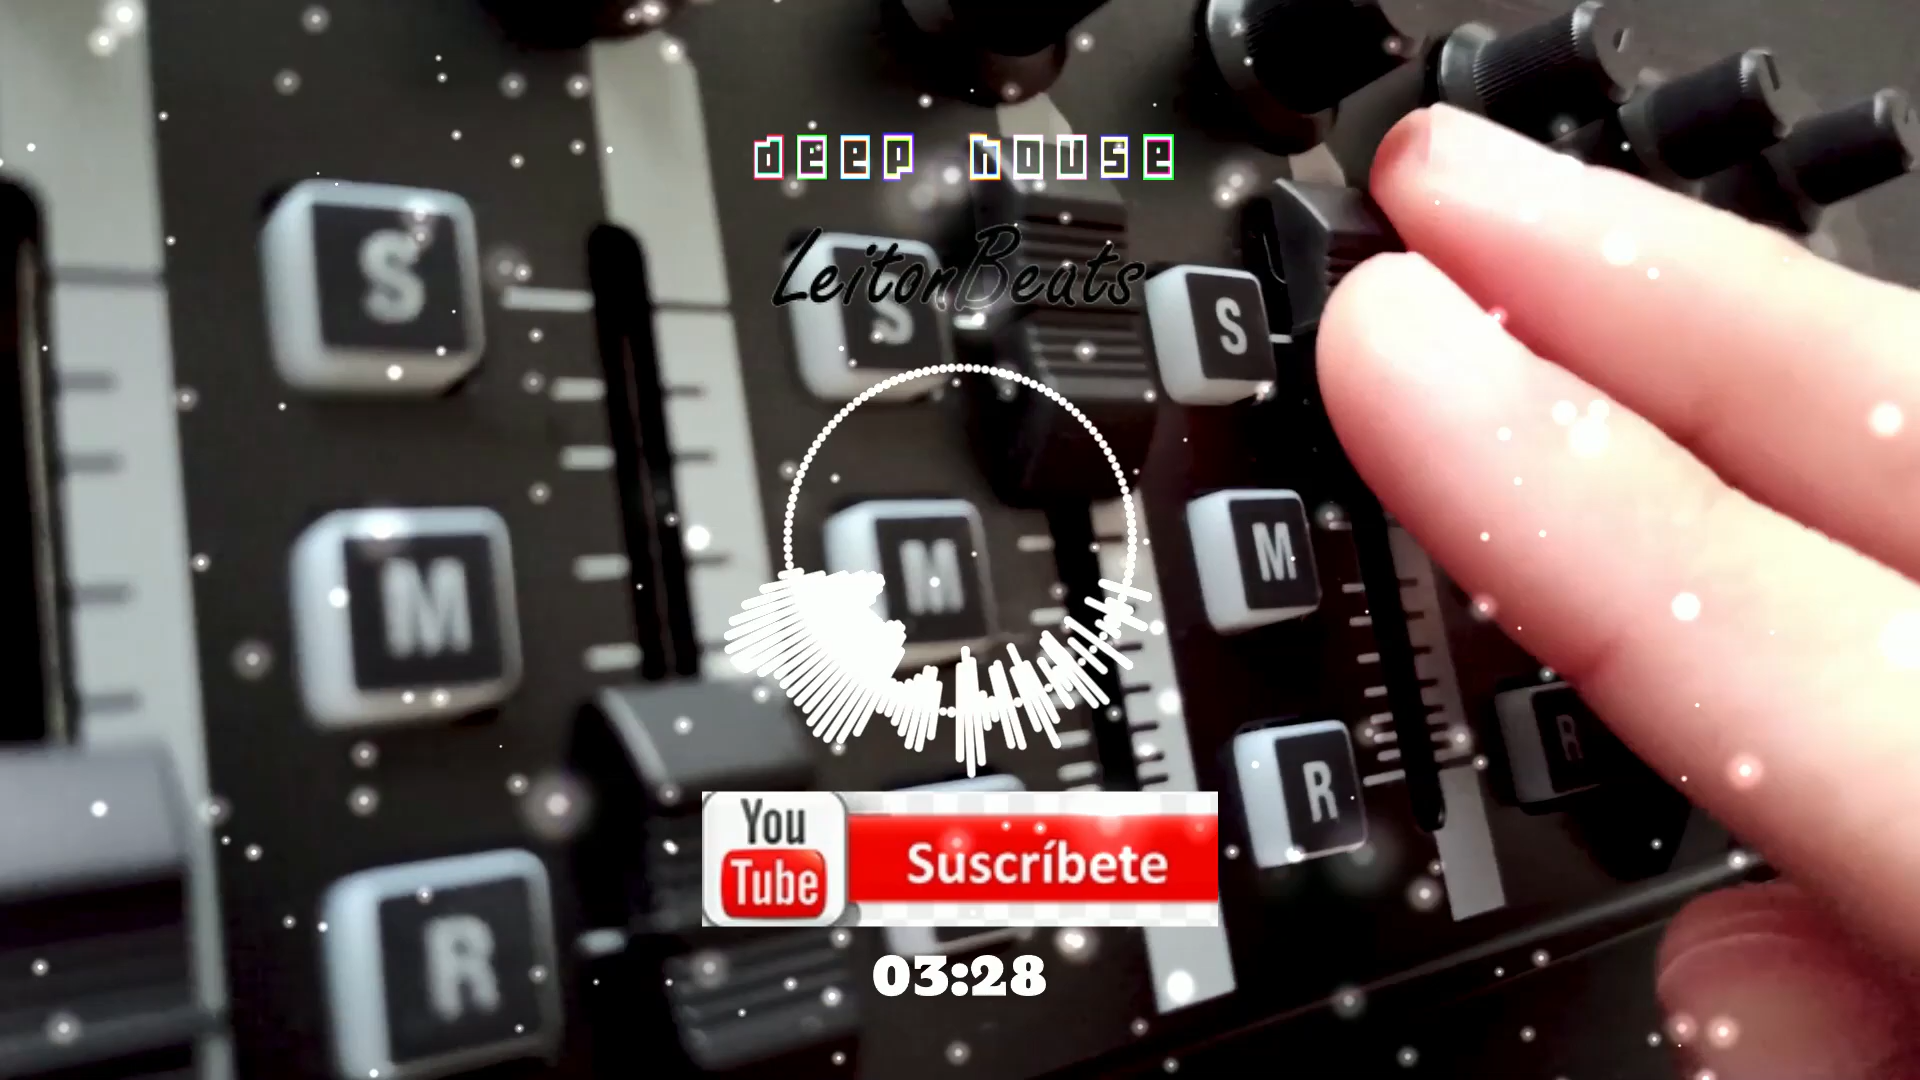 deep house
LeitonBeats
S S S
M M M
You
Tube
Suscríbete
R R R
03:28